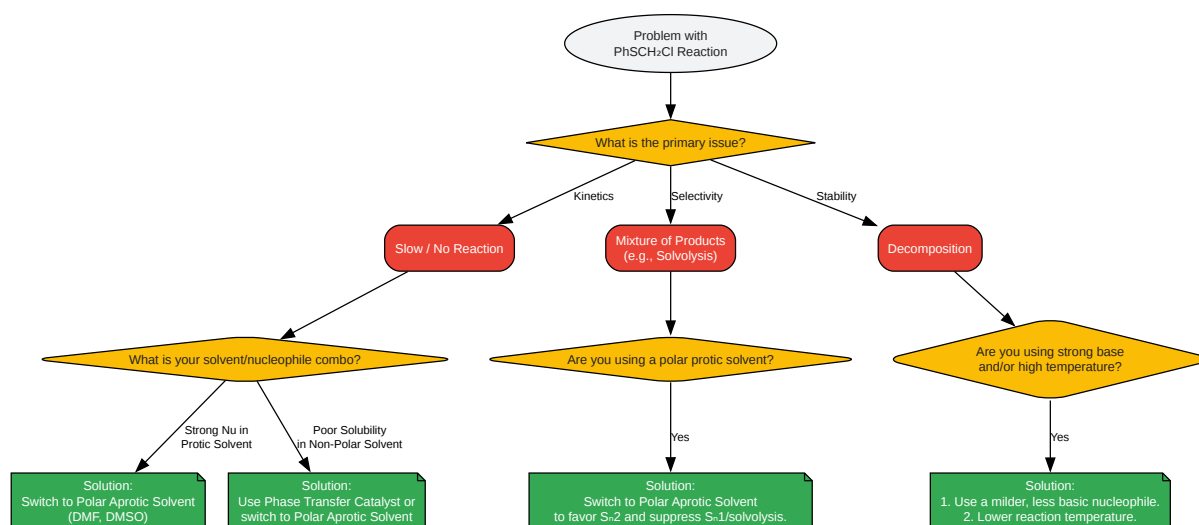 Problem with
PhSCH₂Cl Reaction
What is the primary issue?
Kinetics
Selectivity
Stability
Slow / No Reaction
Mixture of Products
(e.g., Solvolysis)
Decomposition
What is your solvent/nucleophile combo?
Are you using a polar protic solvent?
Are you using strong base
and/or high temperature?
Strong Nu in
Protic Solvent
Poor Solubility
in Non-Polar Solvent
Yes
Yes
Solution:
Switch to Polar Aprotic Solvent
(DMF, DMSO)
Solution:
Use Phase Transfer Catalyst or
switch to Polar Aprotic Solvent
Solution:
Switch to Polar Aprotic Solvent
to favor Sₙ2 and suppress Sₙ1/solvolysis.
Solution:
1. Use a milder, less basic nucleophile.
2. Lower reaction temperature.